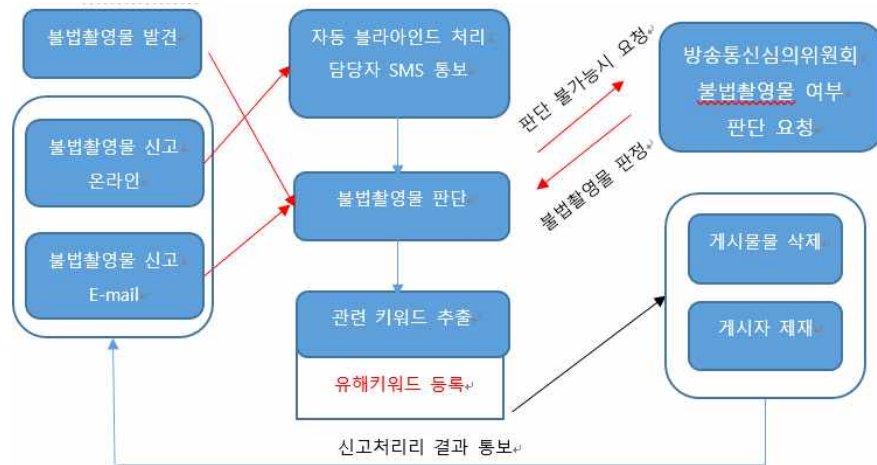 불법촬영물 발견
자동 블라아인드 처리
담당자 SMS 통보
판단 불가능시 요청
방송통신심의위원회
불법촬영물 여부
판단 요청
불법촬영물 신고
온라인
불법촬영물 판단
불법촬영물 판정
불법촬영물 신고
E-mail
게시물물 삭제
관련 키워드 추출
게시자 제재
유해키워드 등록
신고처리리 결과 통보